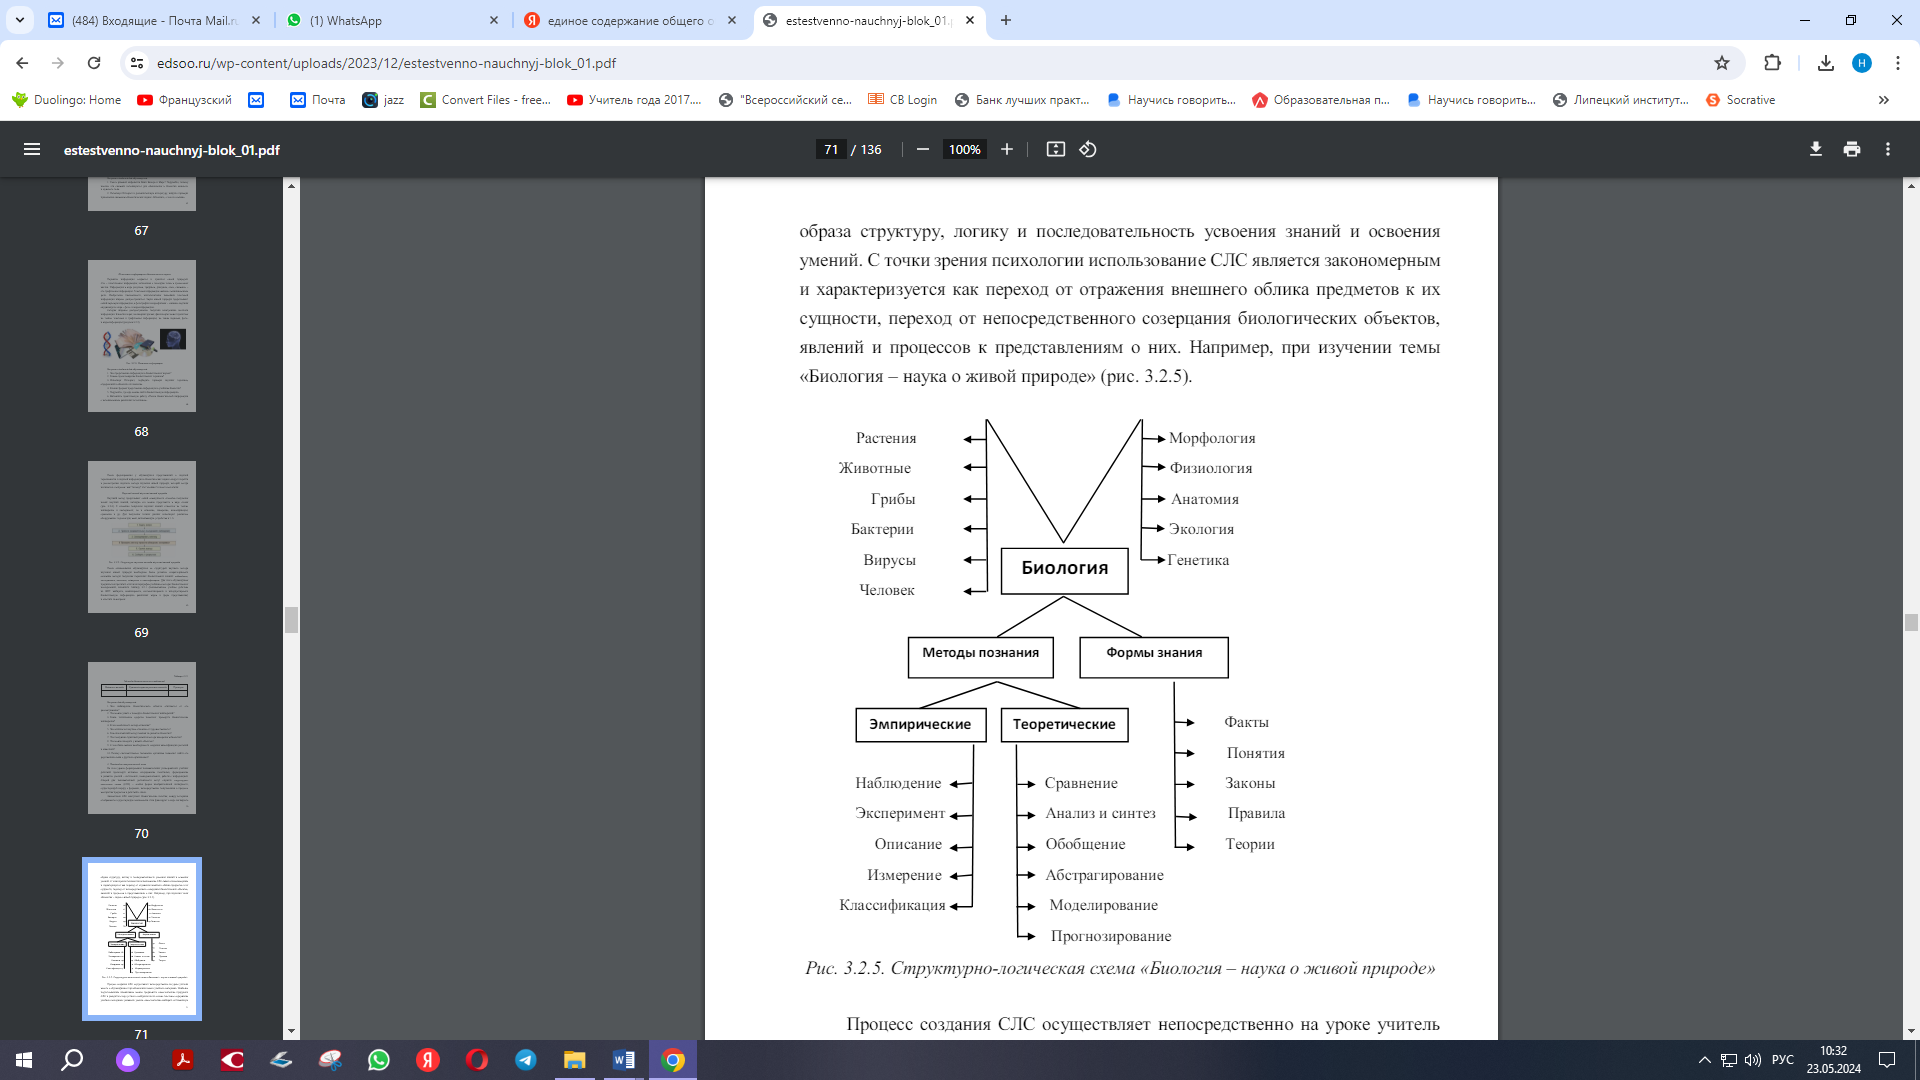 (484) Входящие - Почта Mail.ru
(1) WhatsApp
единое содержание общего о
estestvenno-nauchnyj-blok_01.p
edsoo.ru/wp-content/uploads/2023/12/estestvenno-nauchnyj-blok_01.pdf
Duolingo: Home
Французский
Почта
jazz
Convert Files - free...
Учитель года 2017....
"Всероссийский се...
CB Login
Банк лучших практ...
Научись говорить...
Образовательная п...
Научись говорить...
Липецкий институт...
Socrative
estestvenno-nauchnyj-blok_01.pdf
71 / 136
100%
67
68
69
70
71
образа структуру, логику и последовательность усвоения знаний и освоения
умений. С точки зрения психологии использование СЛС является закономерным
и характеризуется как переход от отражения внешнего облика предметов к их
сущности, переход от непосредственного созерцания биологических объектов,
явлений и процессов к представлениям о них. Например, при изучении темы
«Биология – наука о живой природе» (рис. 3.2.5).
Растения
Животные
Грибы
Бактерии
Вирусы
Человек
Морфология
Физиология
Анатомия
Экология
Генетика
Биология
Методы познания
Формы знания
Эмпирические
Теоретические
Наблюдение
Эксперимент
Описание
Измерение
Классификация
Сравнение
Анализ и синтез
Обобщение
Абстрагирование
Моделирование
Прогнозирование
Факты
Понятия
Законы
Правила
Теории
Рис. 3.2.5. Структурно-логическая схема «Биология – наука о живой природе»
Процесс создания СЛС осуществляет непосредственно на уроке учитель
РУС
10:32
23.05.2024